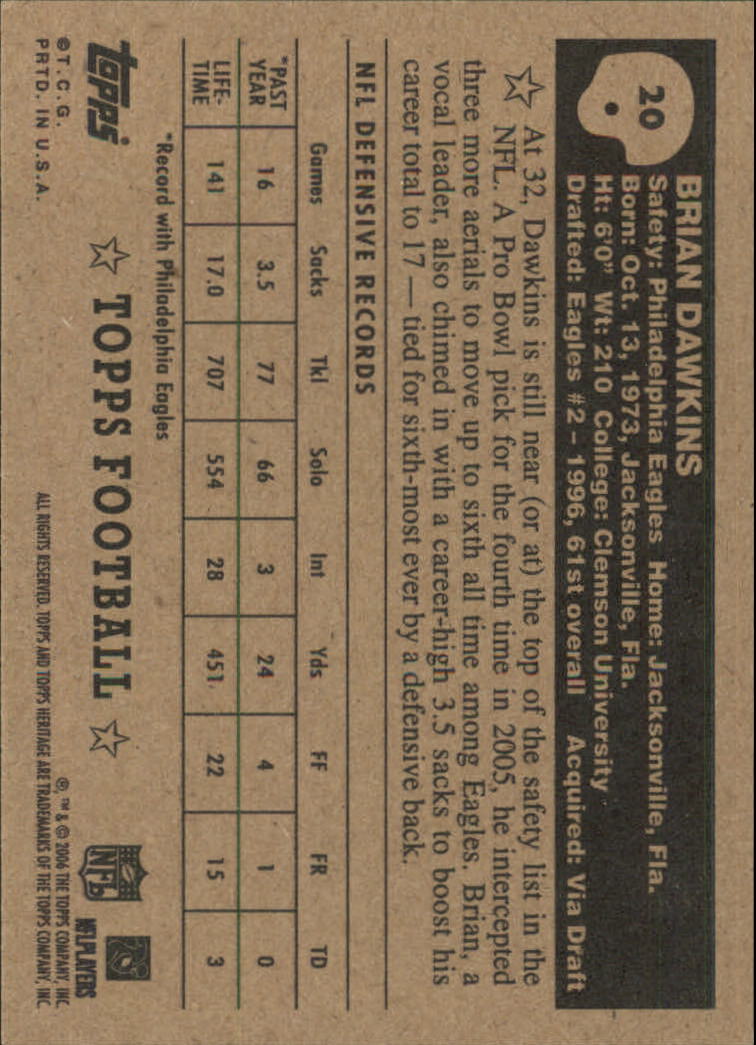 20
BRIAN DAWKINS
Safety: Philadelphia Eagles Home: Jacksonville, Fla.
Born: Oct. 13, 1973, Jacksonville, Fla.
Ht: 6'0" Wt: 210 College: Clemson University
Drafted: Eagles #2 - 1996, 61st overall Acquired: Via Draft
At 32, Dawkins is still near (or at) the top of the safety list in the
NFL. A Pro Bowl pick for the fourth time in 2005, he intercepted
three more aerials to move up to sixth all time among Eagles. Brian, a
vocal leader, also chimed in with a career-high 3.5 sacks to boost his
career total to 17 — tied for sixth-most ever by a defensive back.
NFL DEFENSIVE RECORDS
Games Sacks Tkl Solo Int Yds FF FR TD
*PAST YEAR 16 3.5 77 66 3 24 4 1 0
LIFE-TIME 141 17.0 707 554 28 451 22 15 3
*Record with Philadelphia Eagles
topps
TOPPS FOOTBALL
NFL
NFLPLAYERS
©T.C.G.
PRTD. IN U.S.A.
®, ™ & © 2006 THE TOPPS COMPANY, INC.
ALL RIGHTS RESERVED. TOPPS AND TOPPS HERITAGE ARE TRADEMARKS OF THE TOPPS COMPANY, INC.